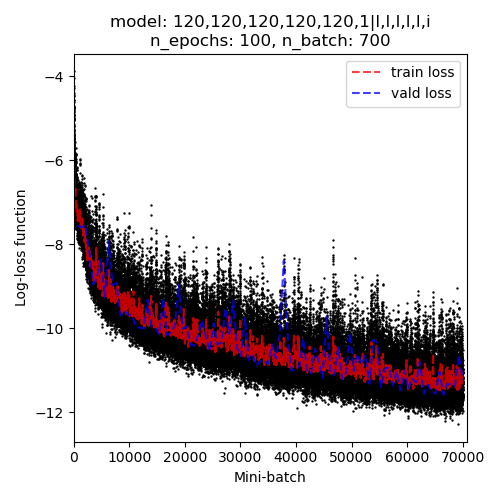 model: 120,120,120,120,120,1|l,l,l,l,l,i
n_epochs: 100, n_batch: 700
train loss
vald loss
Log-loss function
−4
−6
−8
−10
−12
0 10000 20000 30000 40000 50000 60000 70000
Mini-batch